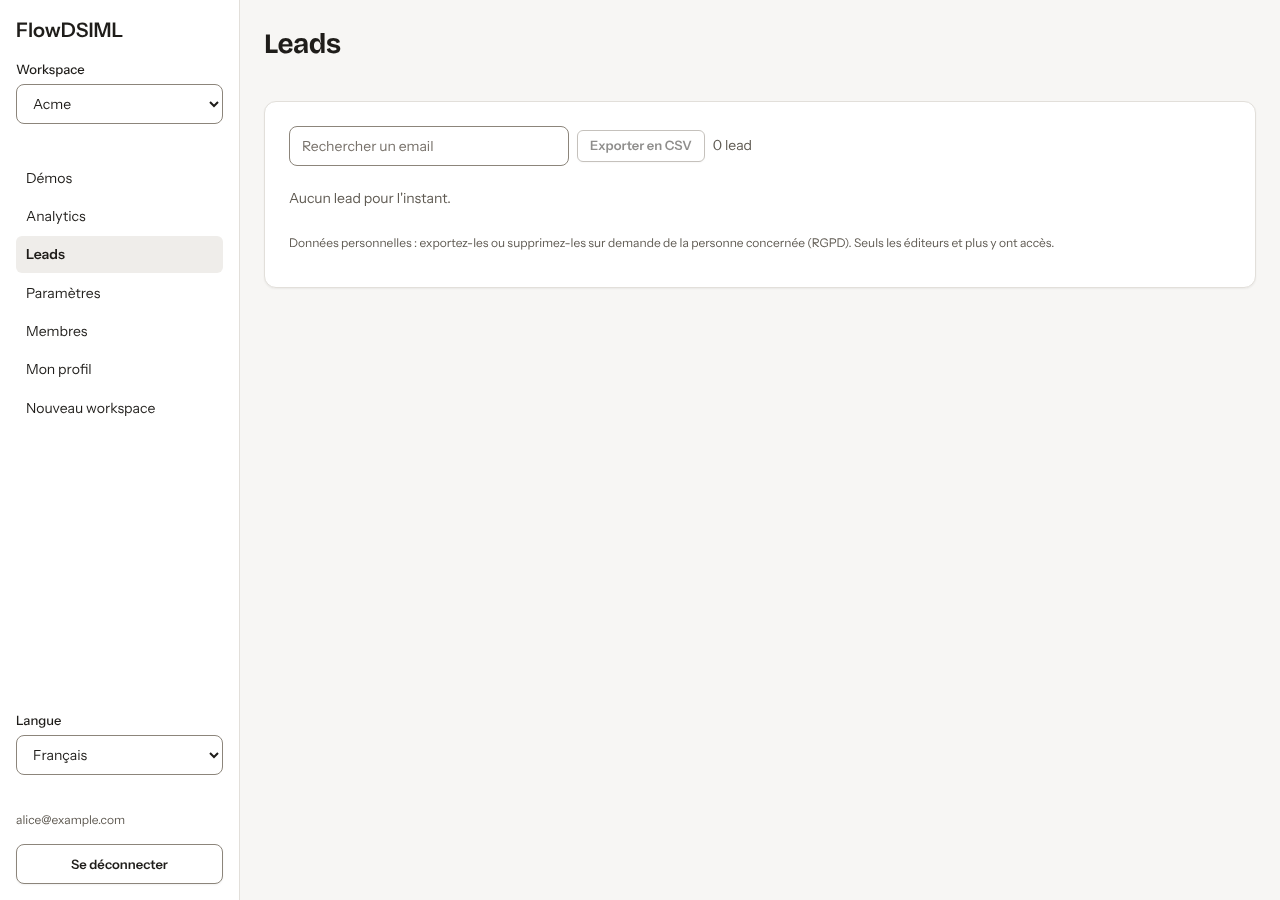 FlowDSIML
Workspace
Acme
Démos
Analytics
Leads
Paramètres
Membres
Mon profil
Nouveau workspace
Langue
Français
alice@example.com
Se déconnecter
Leads
Rechercher un email
Exporter en CSV
0 lead
Aucun lead pour l'instant.
Données personnelles : exportez-les ou supprimez-les sur demande de la personne concernée (RGPD). Seuls les éditeurs et plus y ont accès.